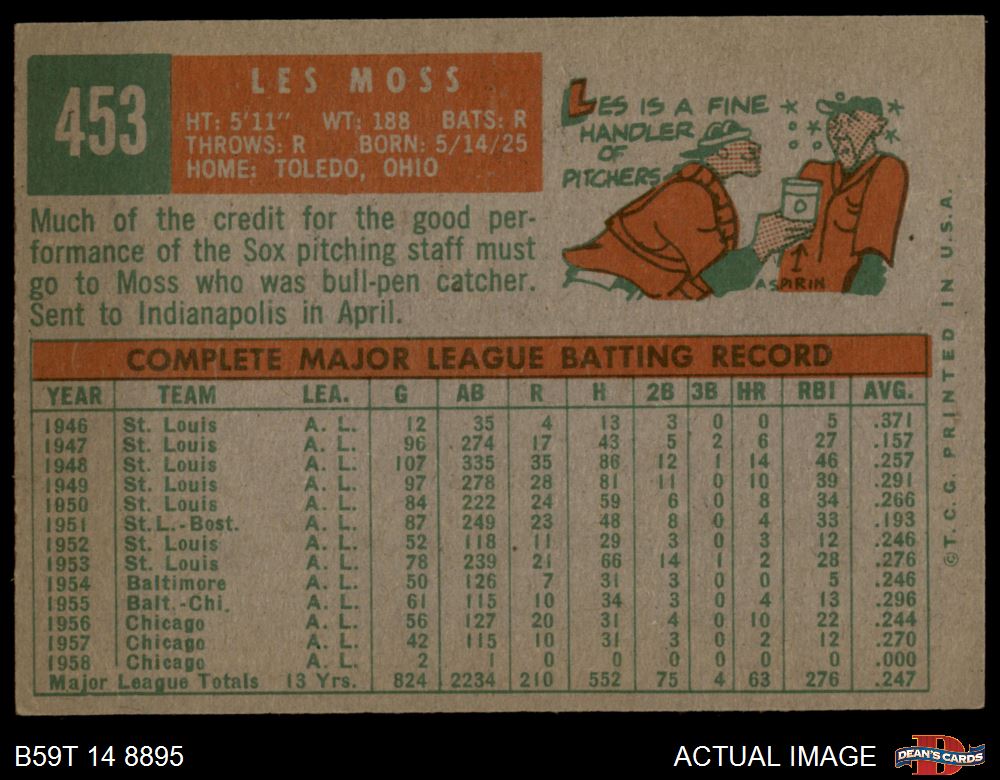 453
LES MOSS
HT: 5'11" WT: 188 BATS: R
THROWS: R BORN: 5/14/25
HOME: TOLEDO, OHIO
LES IS A FINE
HANDLER
OF
PITCHERS
ASPIRIN
Much of the credit for the good per-
formance of the Sox pitching staff must
go to Moss who was bull-pen catcher.
Sent to Indianapolis in April.
COMPLETE MAJOR LEAGUE BATTING RECORD
YEAR TEAM LEA. G AB R H 2B 3B HR RBI AVG.
1946 St. Louis A. L. 12 35 4 13 3 0 0 5 .371
1947 St. Louis A. L. 96 274 17 43 5 2 6 27 .157
1948 St. Louis A. L. 107 335 35 86 12 1 14 46 .257
1949 St. Louis A. L. 97 278 28 81 11 0 10 39 .291
1950 St. Louis A. L. 84 222 24 59 6 0 8 34 .266
1951 St.L.-Bost. A. L. 87 249 23 48 8 0 4 33 .193
1952 St. Louis A. L. 52 118 11 29 3 0 3 12 .246
1953 St. Louis A. L. 78 239 21 66 14 1 2 28 .276
1954 Baltimore A. L. 50 126 7 31 3 0 0 5 .246
1955 Balt.-Chi. A. L. 61 115 10 34 3 0 4 13 .296
1956 Chicago A. L. 56 127 20 31 4 0 10 22 .244
1957 Chicago A. L. 42 115 10 31 3 0 2 12 .270
1958 Chicago A. L. 2 1 0 0 0 0 0 0 .000
Major League Totals 13 Yrs. 824 2234 210 552 75 4 63 276 .247
© T. C. G. PRINTED IN U. S. A.
B59T 14 8895
ACTUAL IMAGE
D
DEAN'S CARDS